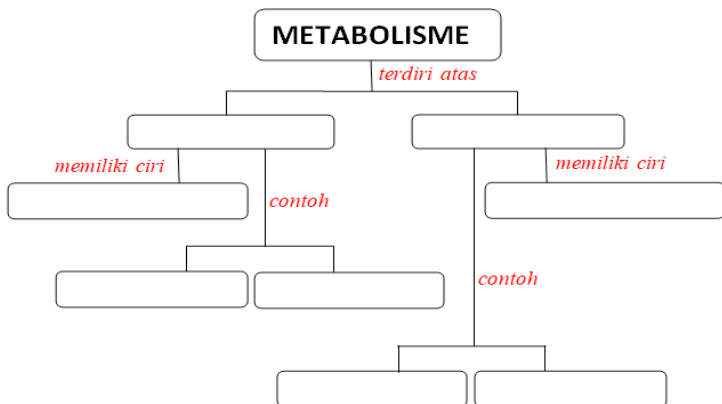 METABOLISME
terdiri atas
memiliki ciri
memiliki ciri
contoh
contoh